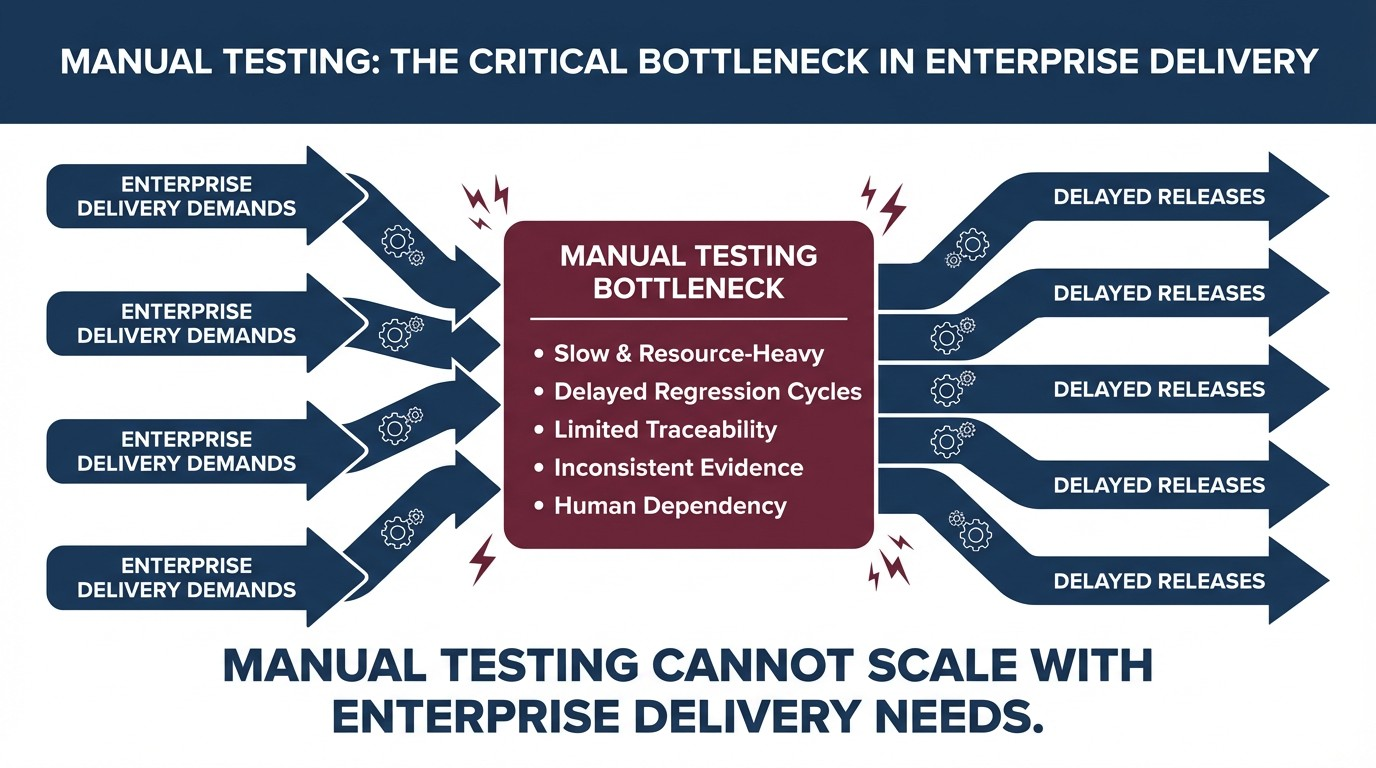 MANUAL TESTING: THE CRITICAL BOTTLENECK IN ENTERPRISE DELIVERY
ENTERPRISE
DELIVERY DEMANDS
ENTERPRISE
DELIVERY DEMANDS
ENTERPRISE
DELIVERY DEMANDS
ENTERPRISE
DELIVERY DEMANDS
MANUAL TESTING
BOTTLENECK
• Slow & Resource-Heavy
• Delayed Regression Cycles
• Limited Traceability
• Inconsistent Evidence
• Human Dependency
DELAYED RELEASES
DELAYED RELEASES
DELAYED RELEASES
DELAYED RELEASES
DELAYED RELEASES
MANUAL TESTING CANNOT SCALE WITH
ENTERPRISE DELIVERY NEEDS.